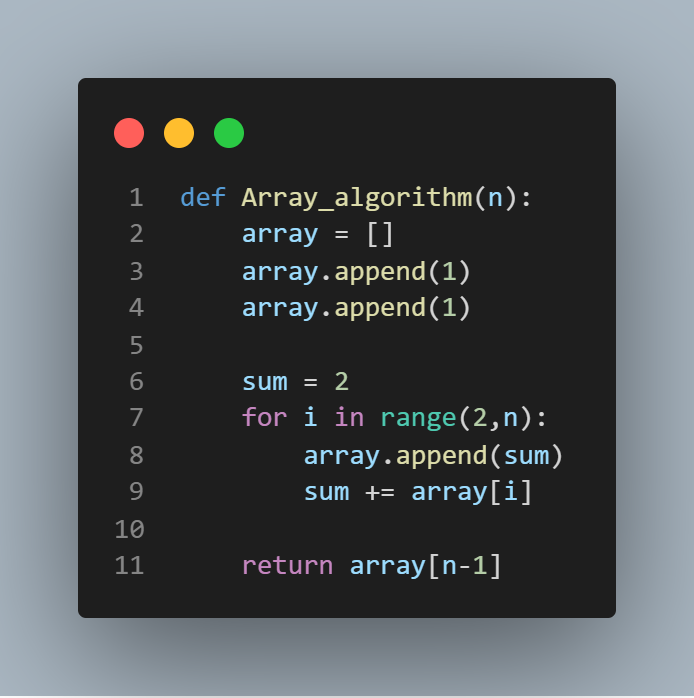 1 def Array_algorithm(n):
2     array = []
3     array.append(1)
4     array.append(1)
5
6     sum = 2
7     for i in range(2,n):
8         array.append(sum)
9         sum += array[i]
10
11     return array[n-1]